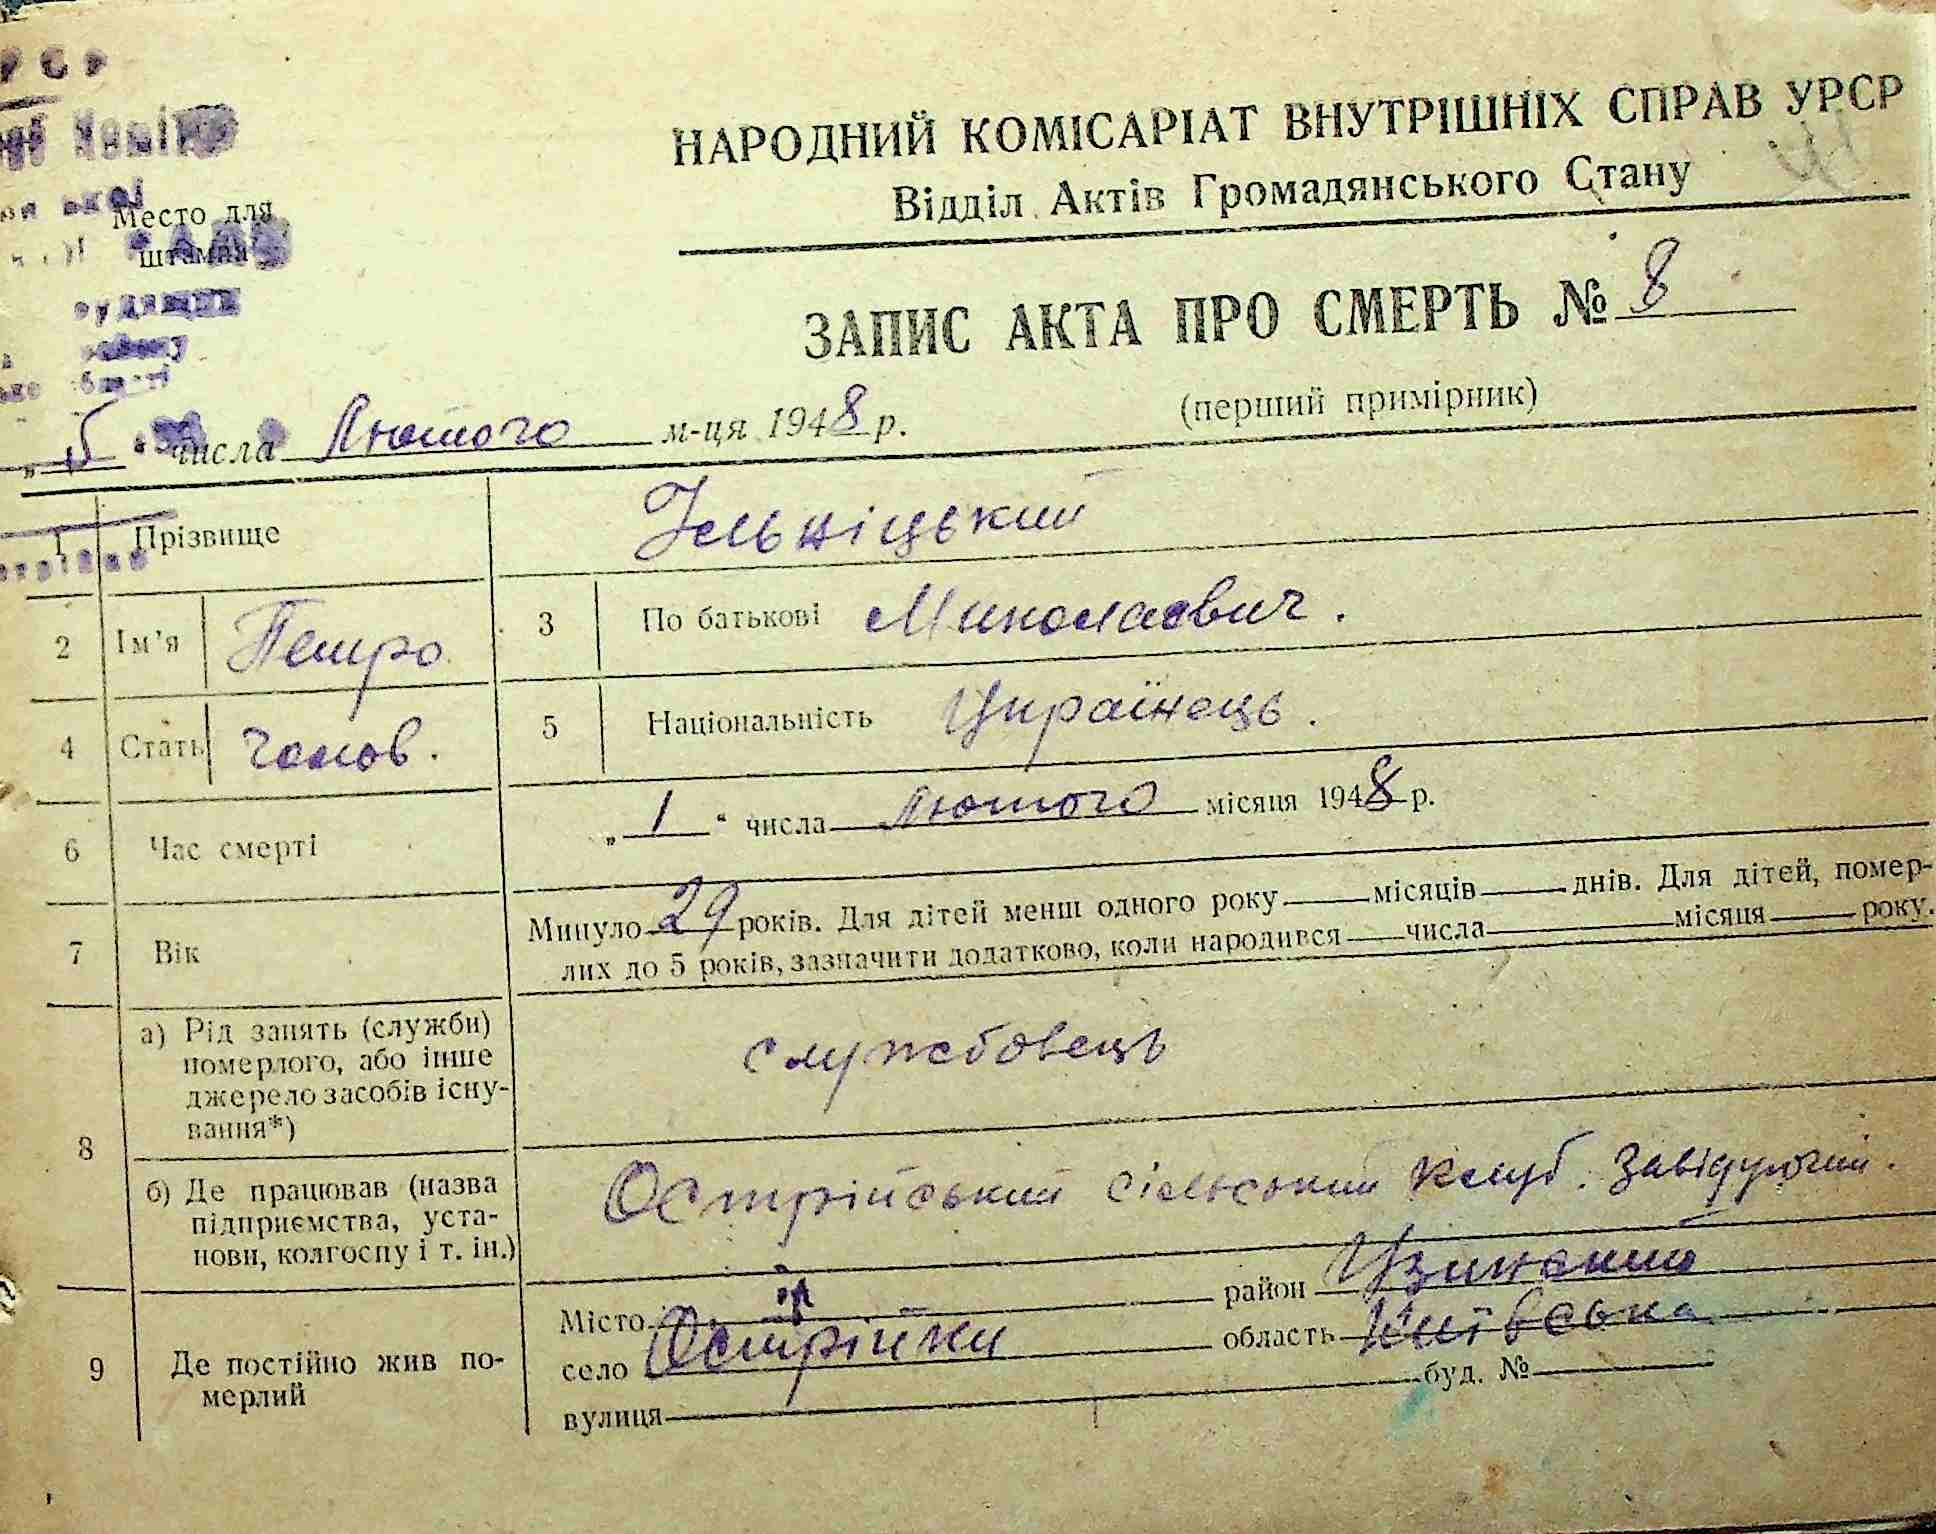 НАРОДНИЙ КОМІСАРІАТ ВНУТРІШНІХ СПРАВ УРСР
Відділ Актів Громадянського Стану
Место для
штампа
ЗАПИС АКТА ПРО СМЕРТЬ № 8
(перший примірник)
"5" числа Лютого м-ця 1948 р.
1 Прізвище Ільніцький
2 Ім'я Петро 3 По батькові Миколаєвич.
4 Стать чолов. 5 Національність Українець.
6 Час смерті "1" числа Лютого місяця 1948 р.
7 Вік Минуло 29 років. Для дітей менш одного року місяців днів. Для дітей, помер-
лих до 5 років, зазначити додатково, коли народився числа місяця року.
8 а) Рід занять (служби)
померлого, або інше
джерело засобів існу-
вання*)
службовець
б) Де працював (назва
підприємства, уста-
нови, колгоспу і т. ін.)
Острійський сільський клуб. Завідуючий.
9 Де постійно жив по-
мерлий
Місто район Узинський
село Острійки область Київська
вулиця буд. №